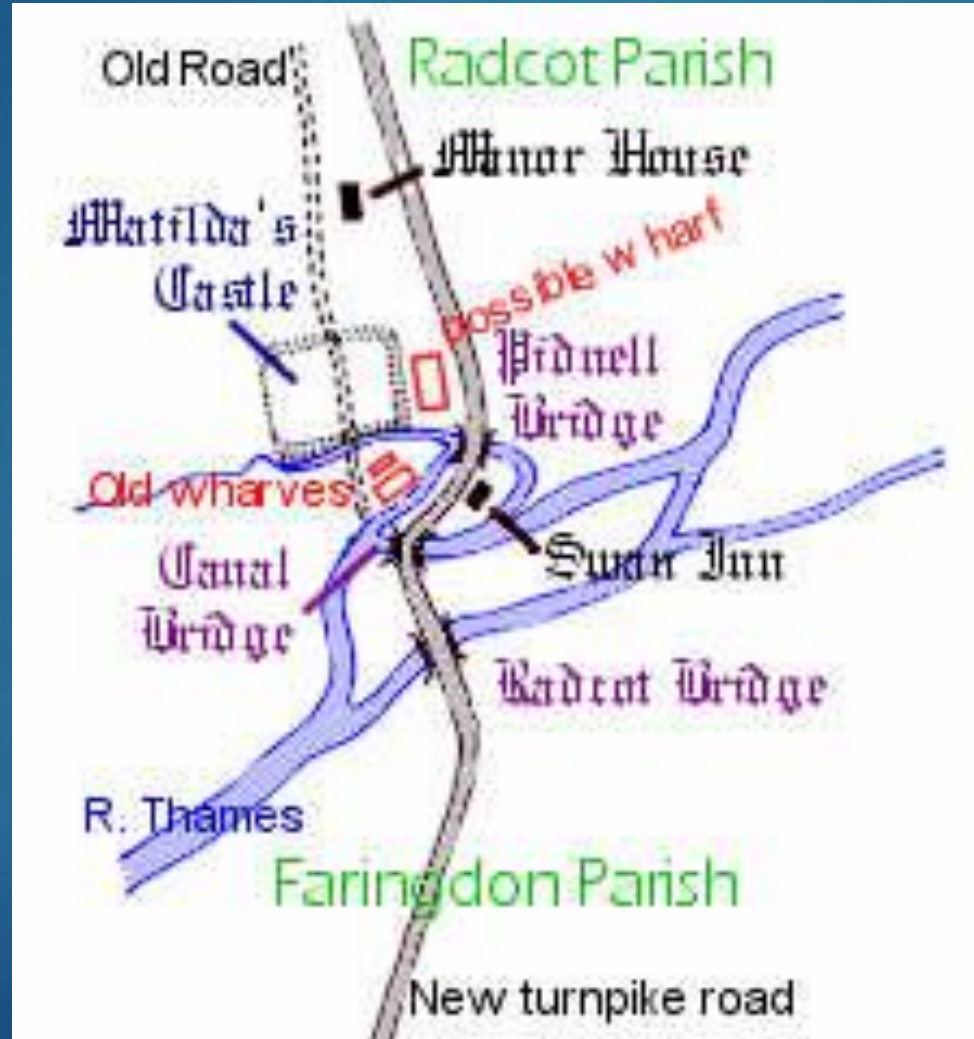 Old Road
Radcot Parish
Manor House
Matilda's
Castle
possible wharf
Pidnell
Bridge
Old wharves
Canal
Bridge
Swan Inn
Radcot Bridge
R. Thames
Faringdon Parish
New turnpike road